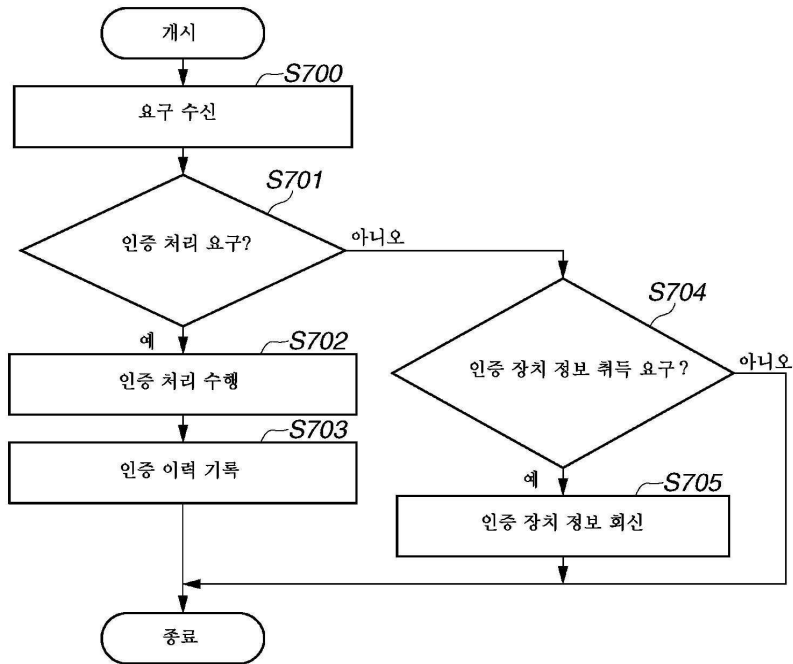 개시
S700
요구 수신
S701
인증 처리 요구?
아니오
예
S702
인증 처리 수행
S703
인증 이력 기록
S704
인증 장치 정보 취득 요구?
아니오
예
S705
인증 장치 정보 회신
종료